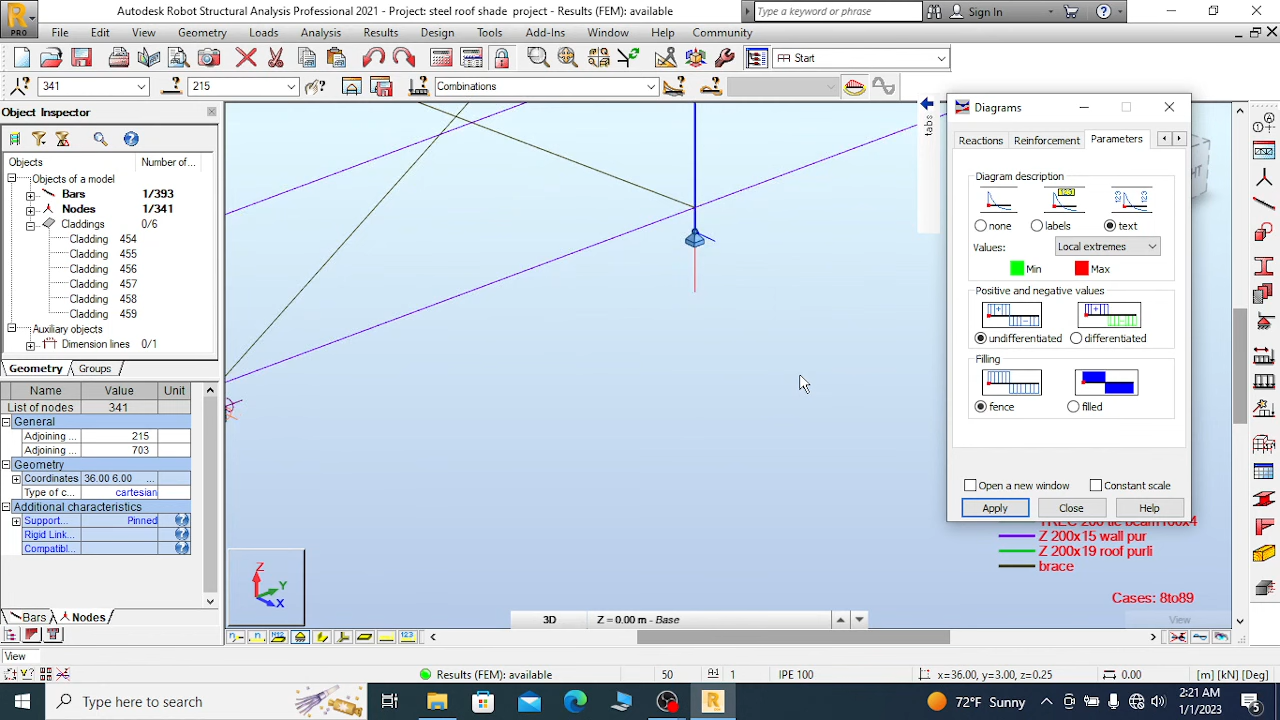 PRO
Autodesk Robot Structural Analysis Professional 2021 - Project: steel roof shade project - Results (FEM): available
Type a keyword or phrase
Sign In
File Edit View Geometry Loads Analysis Results Design Tools Add-Ins Window Help Community
Start
341
215
Combinations
Object Inspector
Objects Number of...
Objects of a model
Bars 1/393
Nodes 1/341
Claddings 0/6
Cladding 454
Cladding 455
Cladding 456
Cladding 457
Cladding 458
Cladding 459
Auxiliary objects
Dimension lines 0/1
Geometry Groups
Name Value Unit
List of nodes 341
General
Adjoining ... 215
Adjoining ... 703
Geometry
Coordinates 36.00 6.00 ...
Type of c... cartesian
Additional characteristics
Support... Pinned
Rigid Link...
Compatibl...
Bars Nodes
tabs
Diagrams
Reactions Reinforcement Parameters
Diagram description
none labels text
Values: Local extremes
Min Max
Positive and negative values
undifferentiated differentiated
Filling
fence filled
Open a new window Constant scale
Apply Close Help
Z 200x15 wall pur
Z 200x19 roof purli
brace
Cases: 8to89
Z
Y
X
3D Z = 0.00 m - Base
View
View
Results (FEM): available 50 1 IPE 100 x=36.00, y=3.00, z=0.25 0.00 [m] [kN] [Deg]
Type here to search
72°F Sunny
2:21 AM
1/1/2023
5